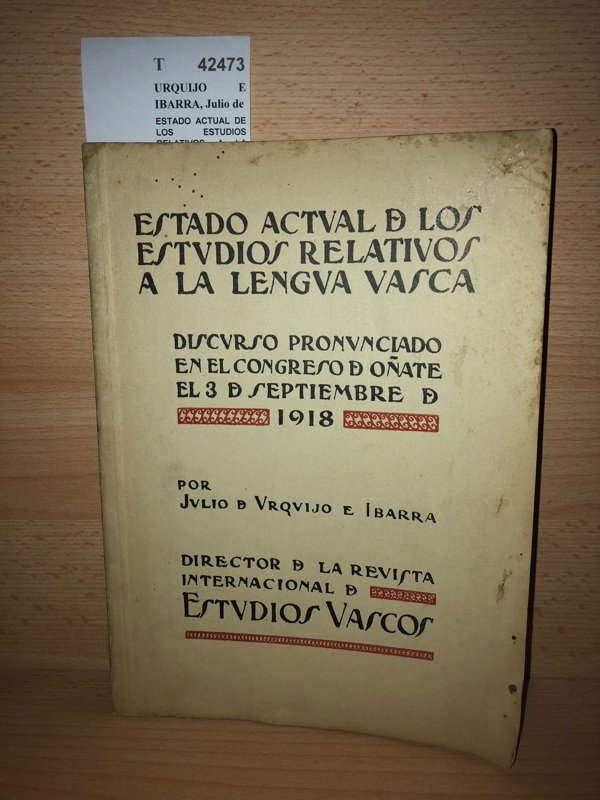 T 42473
URQUIJO E
IBARRA, Julio de
ESTADO ACTUAL DE
LOS ESTUDIOS
RELATIVOS A LA
ESTADO ACTVAL Đ LOS
ESTVDIOS RELATIVOS
A LA LENGVA VASCA
DISCVRSO PRONVNCIADO
EN EL CONGRESO Đ OÑATE
EL 3 Đ SEPTIEMBRE Đ
1918
POR
JVLIO Đ VRQVIJO E IBARRA
DIRECTOR Đ LA REVISTA
INTERNACIONAL Đ
ESTVDIOS VASCOS